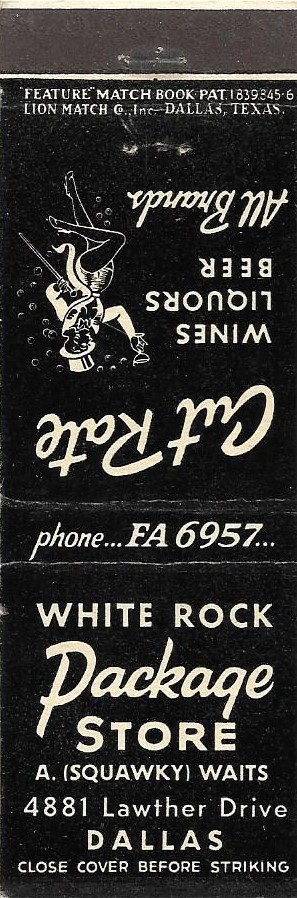 "FEATURE" MATCH BOOK PAT. 1839345-6
LION MATCH Co., Inc. DALLAS, TEXAS.
Cut Rate
WINES
LIQUORS
BEER
All Brands
phone... FA 6957...
WHITE ROCK
Package
STORE
A. (SQUAWKY) WAITS
4881 Lawther Drive
DALLAS
CLOSE COVER BEFORE STRIKING